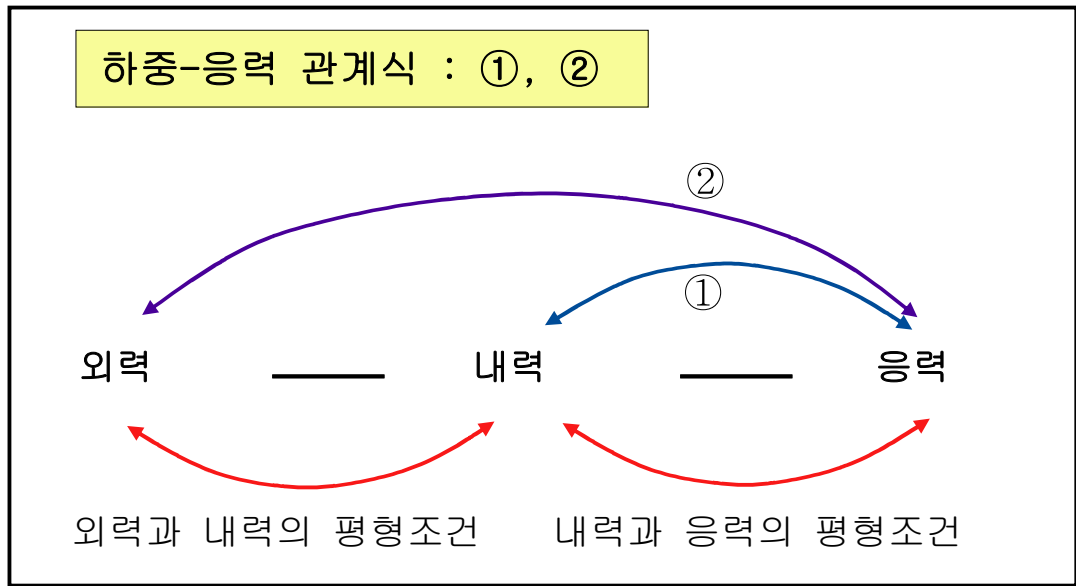 하중-응력 관계식 : ①, ②
②
①
외력 내력 응력
외력과 내력의 평형조건 내력과 응력의 평형조건